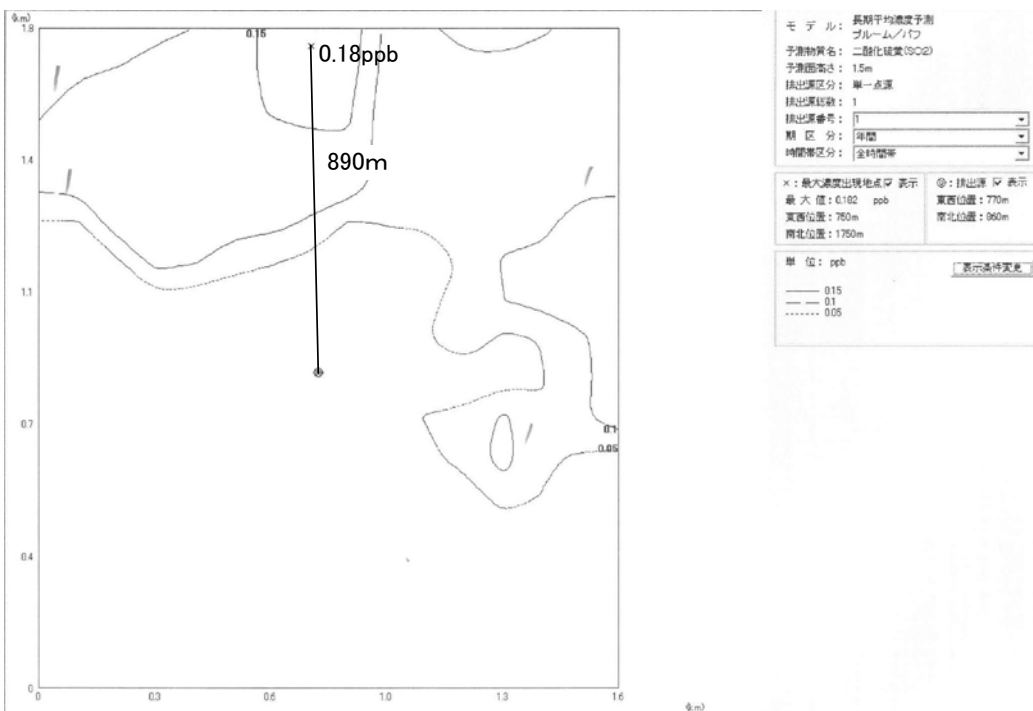 (km)
1.8
0.15
0.18ppb
1.4
890m
1.1
0.7
0.1
0.05
0.4
0
0
0.3
0.6
1.0
1.3
1.6
(km)
モデル: 長期平均濃度予測
プルーム/パフ
予測物質名: 二酸化硫黄(SO2)
予測面高さ: 1.5m
排出源区分: 単一点源
排出源総数: 1
排出源番号: 1
期区分: 年間
時間帯区分: 全時間帯
×:最大濃度出現地点 表示
最大値:0.182 ppb
東西位置:750m
南北位置:1750m
◎:排出源 表示
東西位置:770m
南北位置:860m
単位: ppb
表示条件変更
0.15
0.1
0.05